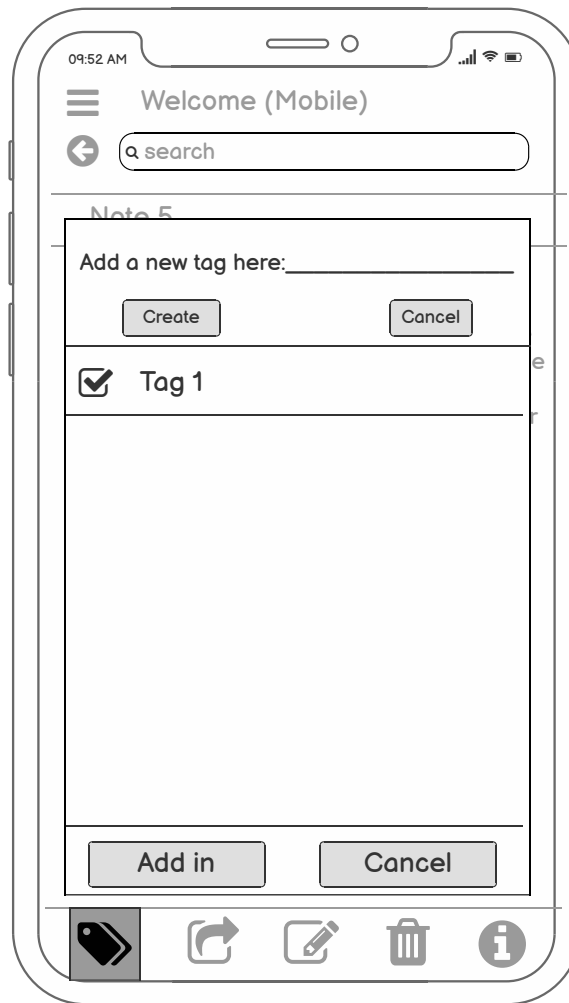 09:52 AM
Welcome (Mobile)
search
Note 5
Add a new tag here:____________________
Create Cancel
e
Tag 1
r
Add in Cancel